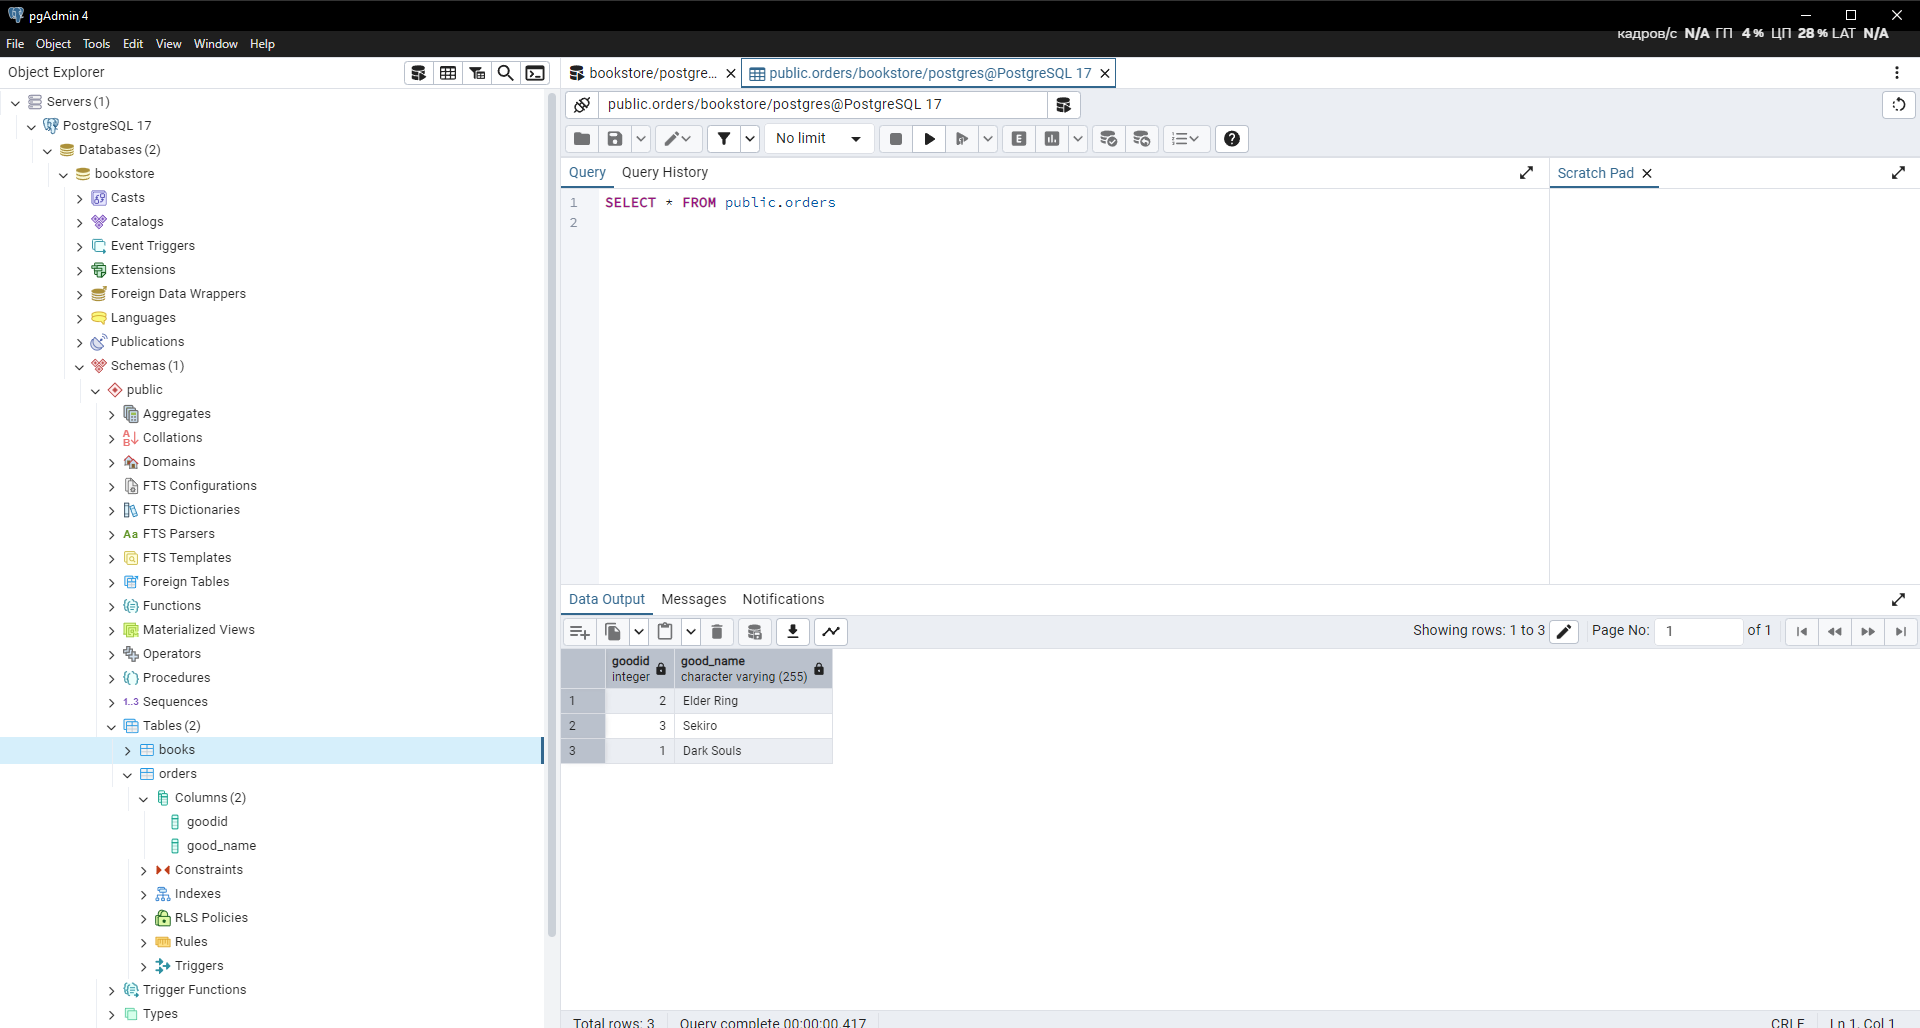 pgAdmin 4
File Object Tools Edit View Window Help
кадров/с N/A ГП 4 % ЦП 28 % LAT N/A
Object Explorer
bookstore/postgre...
public.orders/bookstore/postgres@PostgreSQL 17
Servers (1)
PostgreSQL 17
Databases (2)
bookstore
Casts
Catalogs
Event Triggers
Extensions
Foreign Data Wrappers
Languages
Publications
Schemas (1)
public
Aggregates
Collations
Domains
FTS Configurations
FTS Dictionaries
Aa FTS Parsers
FTS Templates
Foreign Tables
Functions
Materialized Views
Operators
Procedures
1..3 Sequences
Tables (2)
books
orders
Columns (2)
goodid
good_name
Constraints
Indexes
RLS Policies
Rules
Triggers
Trigger Functions
Types
public.orders/bookstore/postgres@PostgreSQL 17
No limit
E
Query Query History
Scratch Pad
1 SELECT * FROM public.orders
2
Data Output Messages Notifications
Showing rows: 1 to 3
Page No: 1 of 1
goodid
integer
good_name
character varying (255)
1 2 Elder Ring
2 3 Sekiro
3 1 Dark Souls
Total rows: 3 Query complete 00:00:00.417
CRLF Ln 1, Col 1